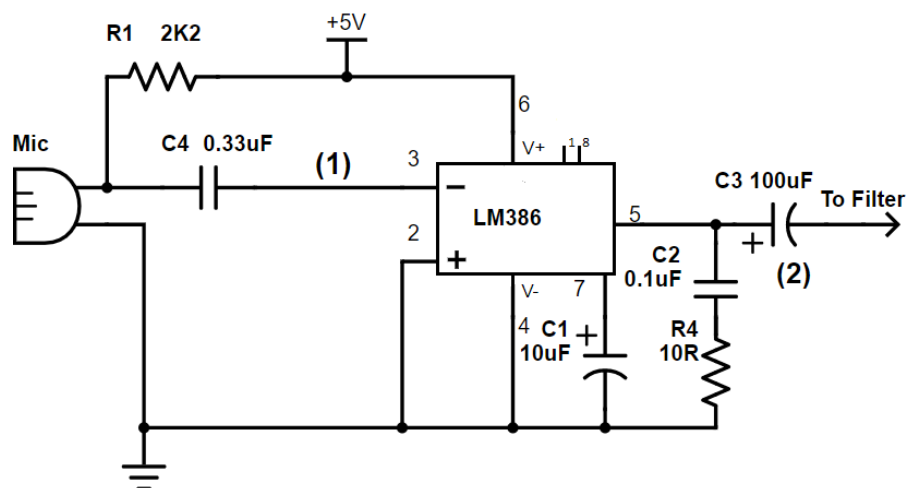 R1 2K2
+5V
Mic
C4 0.33uF
(1)
3
6
V+
1 8
−
LM386
2
+
5
C3 100uF
To Filter
+
(2)
V-
7
C2
0.1uF
4
C1
10uF
+
R4
10R